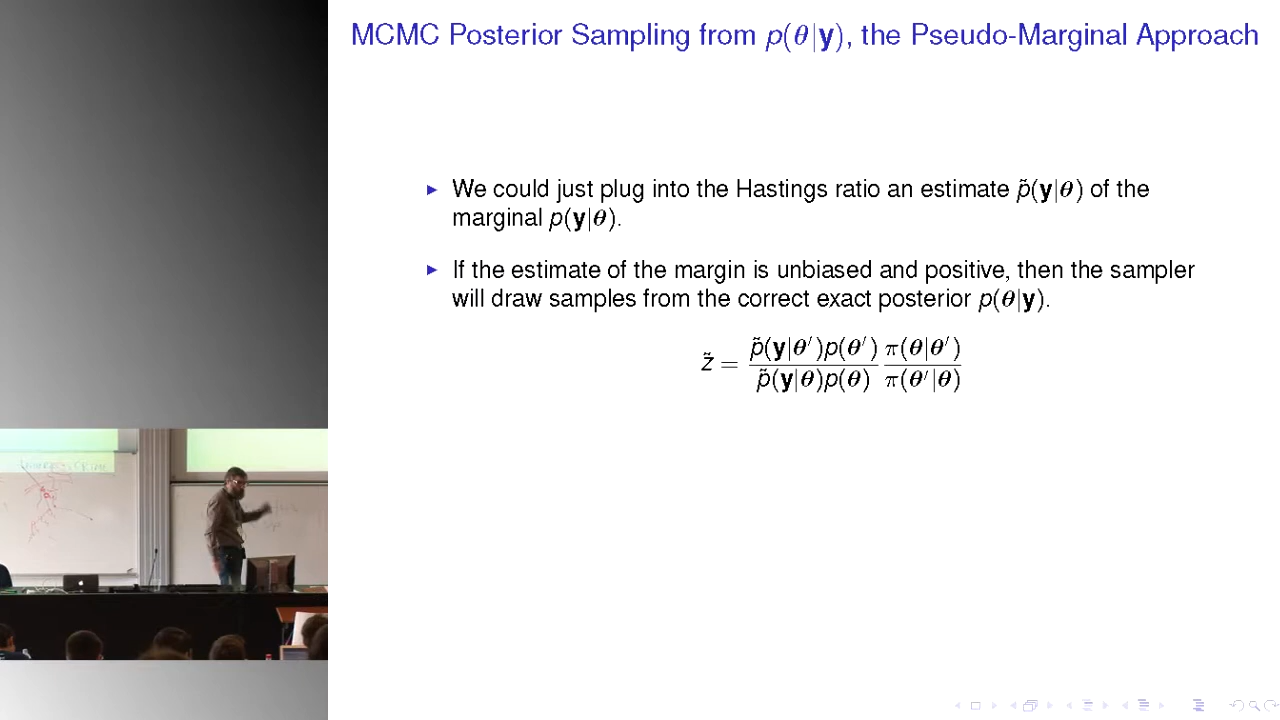 MCMC Posterior Sampling from p(θ|y), the Pseudo-Marginal Approach
▶ We could just plug into the Hastings ratio an estimate p̃(y|θ) of the
marginal p(y|θ).
▶ If the estimate of the margin is unbiased and positive, then the sampler
will draw samples from the correct exact posterior p(θ|y).
z̃ = p̃(y|θ′)p(θ′) / p̃(y|θ)p(θ) π(θ|θ′) / π(θ′|θ)